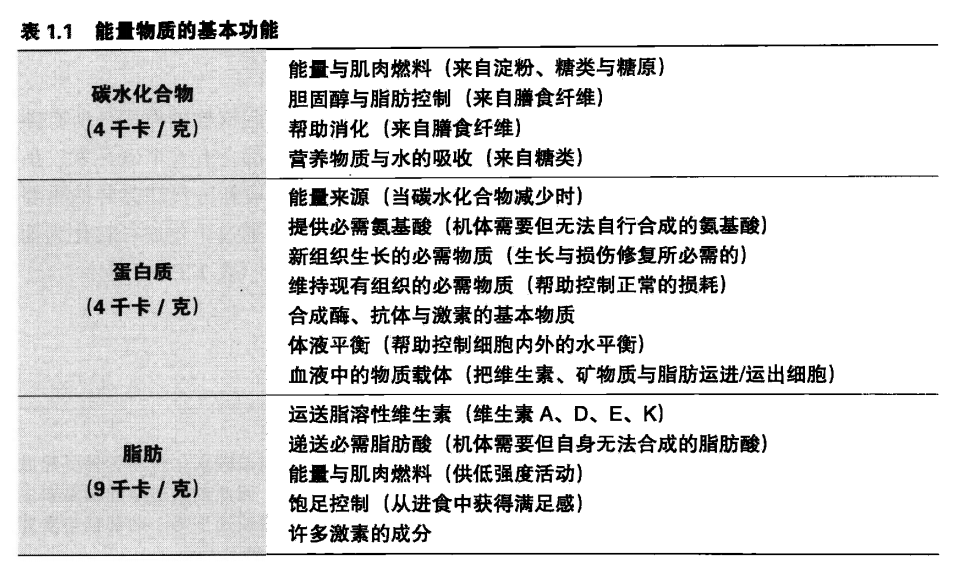 表 1.1 能量物质的基本功能
碳水化合物
（4 千卡 / 克）
能量与肌肉燃料（来自淀粉、糖类与糖原）
胆固醇与脂肪控制（来自膳食纤维）
帮助消化（来自膳食纤维）
营养物质与水的吸收（来自糖类）
蛋白质
（4 千卡 / 克）
能量来源（当碳水化合物减少时）
提供必需氨基酸（机体需要但无法自行合成的氨基酸）
新组织生长的必需物质（生长与损伤修复所必需的）
维持现有组织的必需物质（帮助控制正常的损耗）
合成酶、抗体与激素的基本物质
体液平衡（帮助控制细胞内外的水平衡）
血液中的物质载体（把维生素、矿物质与脂肪运进/运出细胞）
脂肪
（9 千卡 / 克）
运送脂溶性维生素（维生素 A、D、E、K）
递送必需脂肪酸（机体需要但自身无法合成的脂肪酸）
能量与肌肉燃料（供低强度活动）
饱足控制（从进食中获得满足感）
许多激素的成分